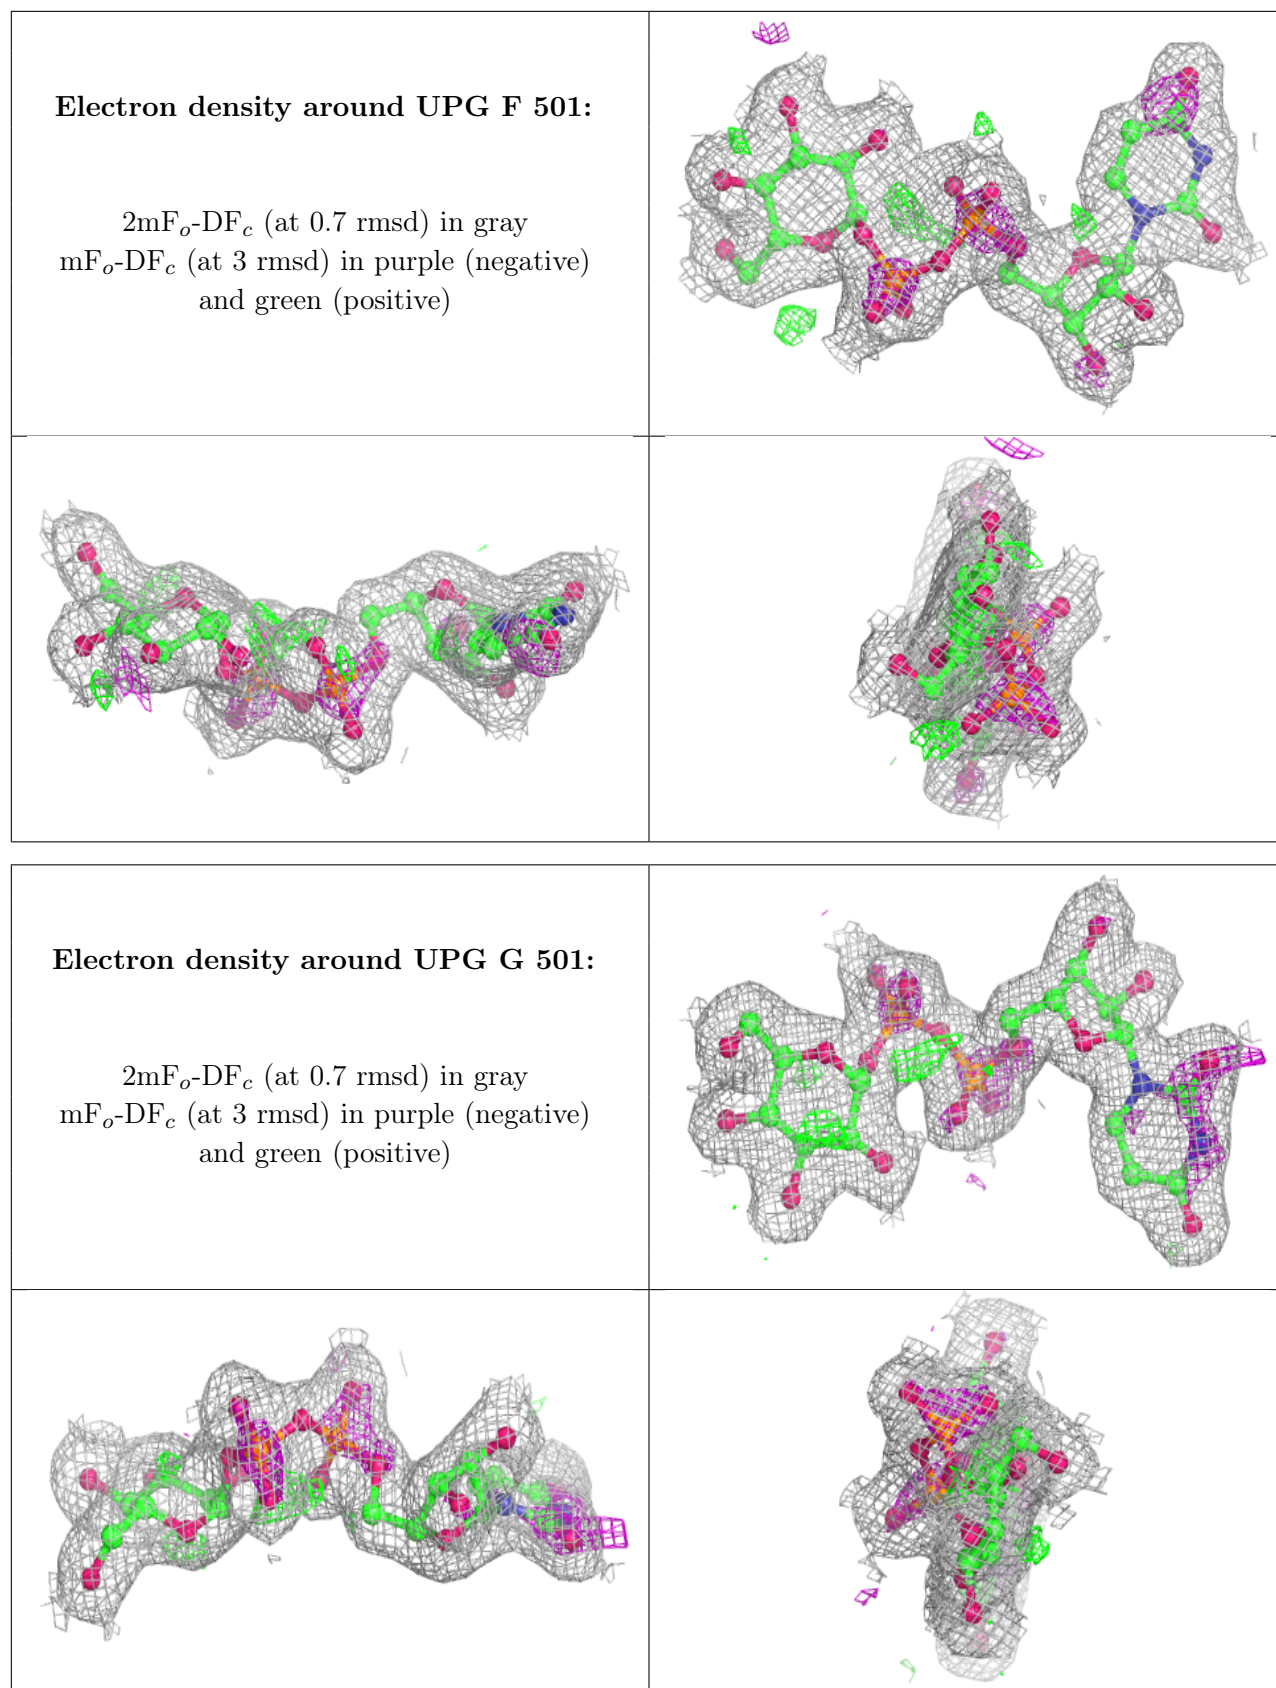 Electron density around UPG F 501:
2mFo-DFc (at 0.7 rmsd) in gray
mFo-DFc (at 3 rmsd) in purple (negative)
and green (positive)
Electron density around UPG G 501:
2mFo-DFc (at 0.7 rmsd) in gray
mFo-DFc (at 3 rmsd) in purple (negative)
and green (positive)